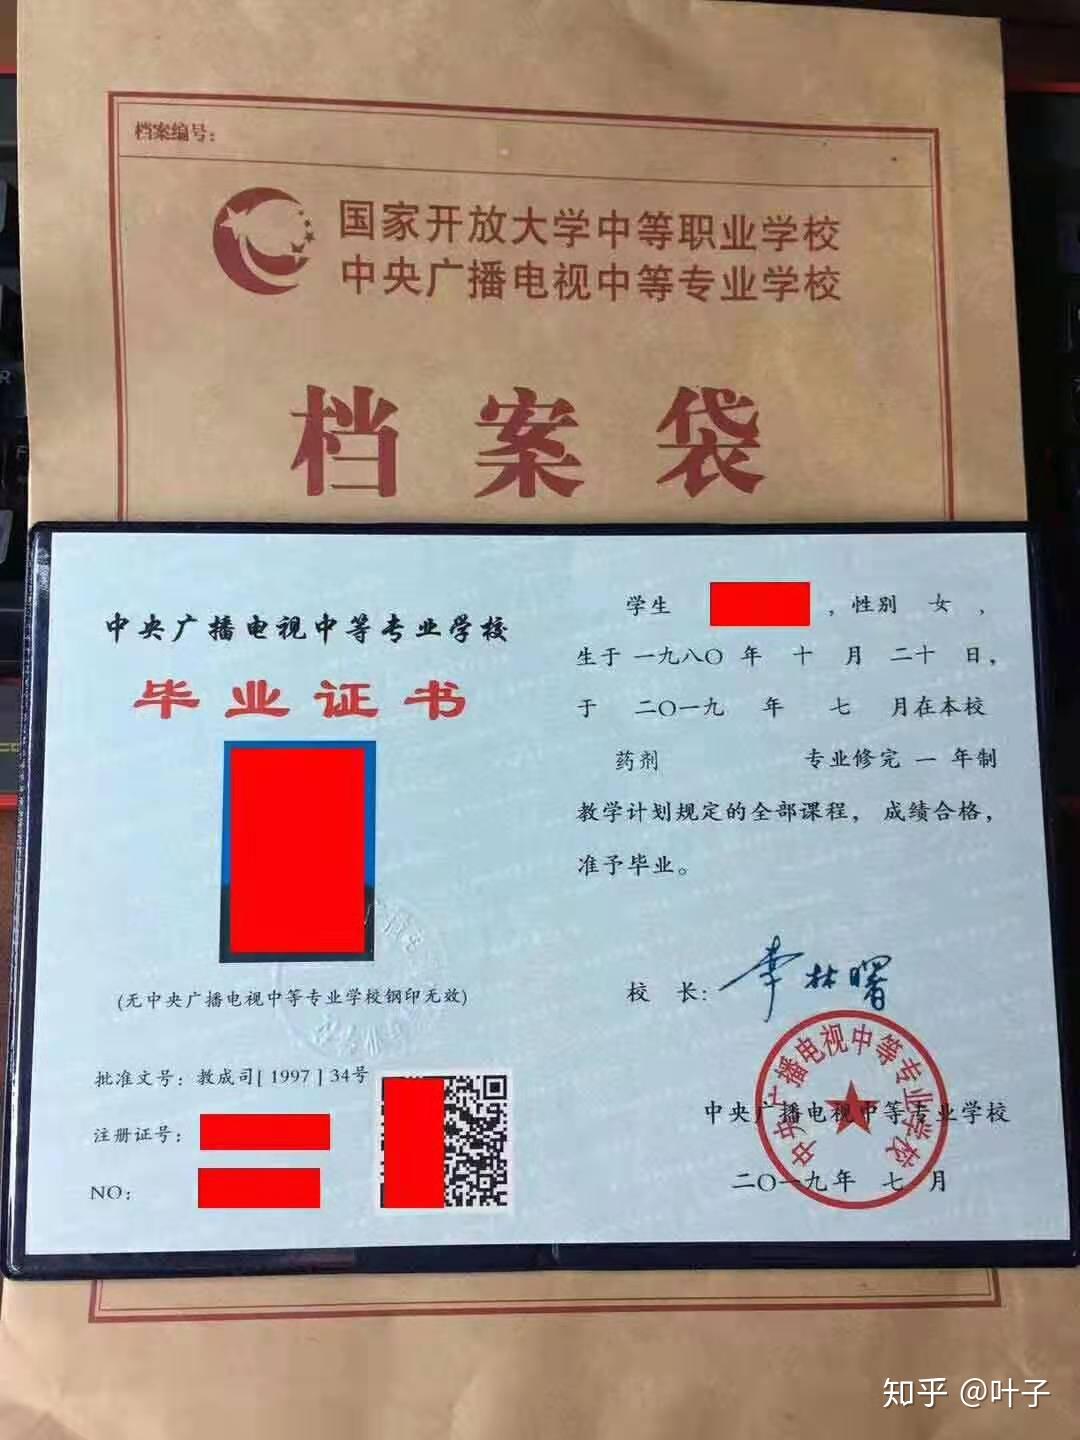 档案编号：
国家开放大学中等职业学校
中央广播电视中等专业学校
档案袋
中央广播电视中等专业学校
毕业证书
(无中央广播电视中等专业学校钢印无效)
批准文号：教成司[ 1997 ] 34号
注册证号：
NO：
学生 ，性别 女 ，
生于 一九八〇 年 十 月 二十 日，
于 二〇一九 年 七 月在本校
药剂 专业修完 一 年制
教学计划规定的全部课程， 成绩合格，
准予毕业。
校 长：李林曙
中央广播电视中等专业学校
中央广播电视中等专业学校
二〇一九年 七 月
知乎 @叶子